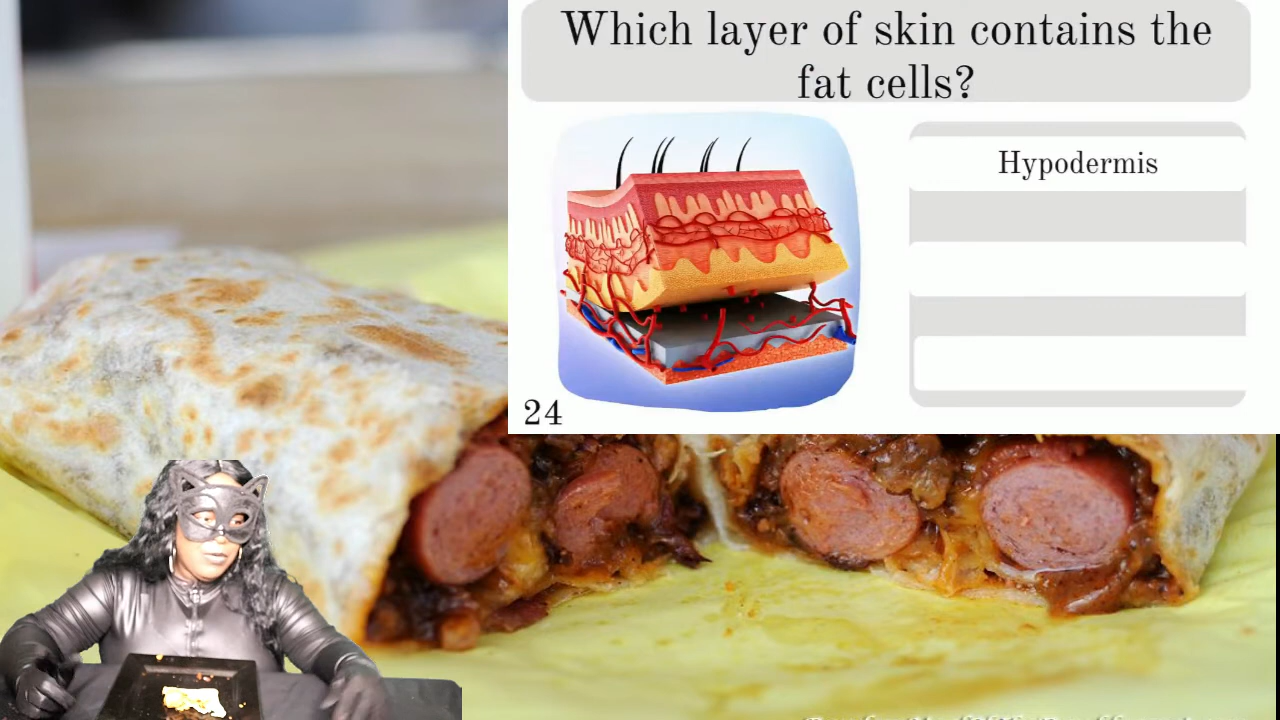 Which layer of skin contains the
fat cells?
Hypodermis
24